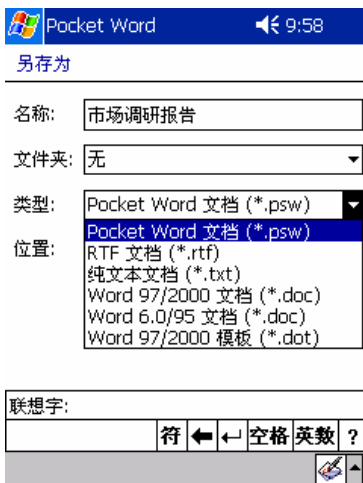 Pocket Word 9:58
另存为
名称: 市场调研报告
文件夹: 无
类型: Pocket Word 文档 (*.psw)
Pocket Word 文档 (*.psw)
位置:
RTF 文档 (*.rtf)
纯文本文档 (*.txt)
Word 97/2000 文档 (*.doc)
Word 6.0/95 文档 (*.doc)
Word 97/2000 模板 (*.dot)
联想字:
符 空格 英数 ?